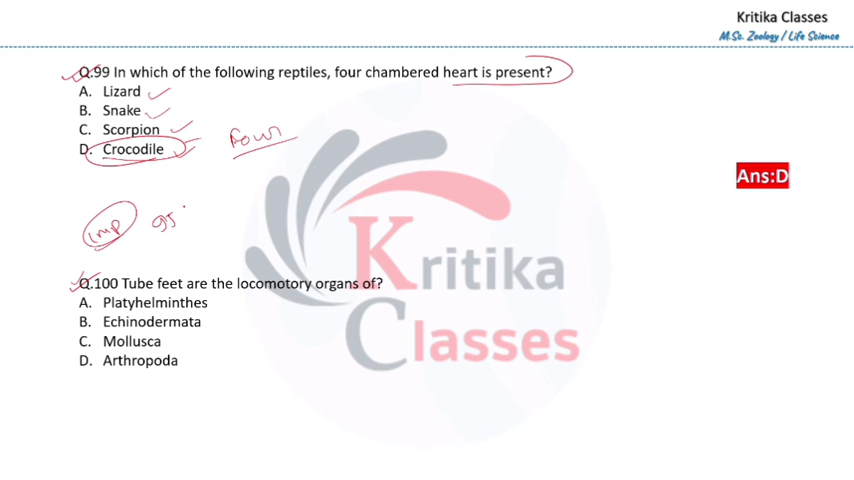 Kritika Classes
M.Sc. Zoology / Life Science
Q.99 In which of the following reptiles, four chambered heart is present?
A. Lizard
B. Snake
C. Scorpion
D. Crocodile
Four
Ans:D
Imp
Q.100 Tube feet are the locomotory organs of?
A. Platyhelminthes
B. Echinodermata
C. Mollusca
D. Arthropoda
Kritika
Classes